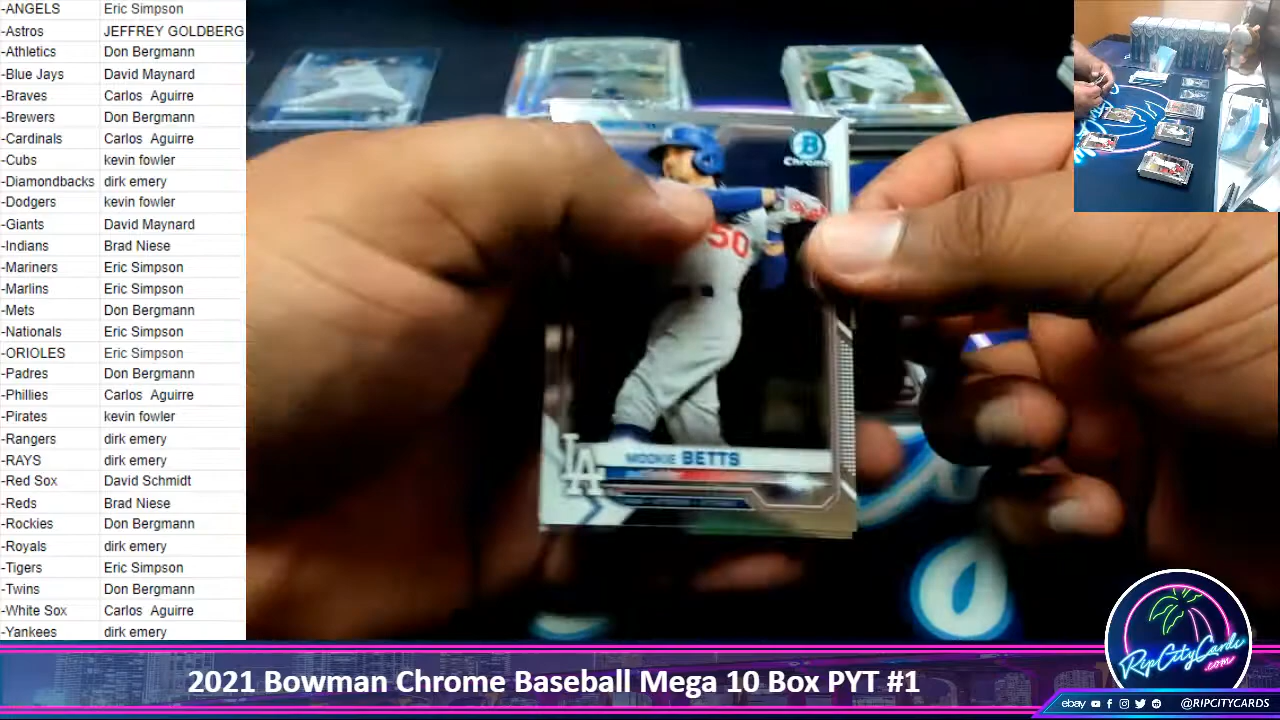 -ANGELS Eric Simpson
-Astros JEFFREY GOLDBERG
-Athletics Don Bergmann
-Blue Jays David Maynard
-Braves Carlos Aguirre
-Brewers Don Bergmann
-Cardinals Carlos Aguirre
-Cubs kevin fowler
-Diamondbacks dirk emery
-Dodgers kevin fowler
-Giants David Maynard
-Indians Brad Niese
-Mariners Eric Simpson
-Marlins Eric Simpson
-Mets Don Bergmann
-Nationals Eric Simpson
-ORIOLES Eric Simpson
-Padres Don Bergmann
-Phillies Carlos Aguirre
-Pirates kevin fowler
-Rangers dirk emery
-RAYS dirk emery
-Red Sox David Schmidt
-Reds Brad Niese
-Rockies Don Bergmann
-Royals dirk emery
-Tigers Eric Simpson
-Twins Don Bergmann
-White Sox Carlos Aguirre
-Yankees dirk emery
B
Chrome
50
MOOKIE BETTS
LA
RipCityCards
.com
2021 Bowman Chrome Baseball Mega 10 Box PYT #1
ebay @RIPCITYCARDS